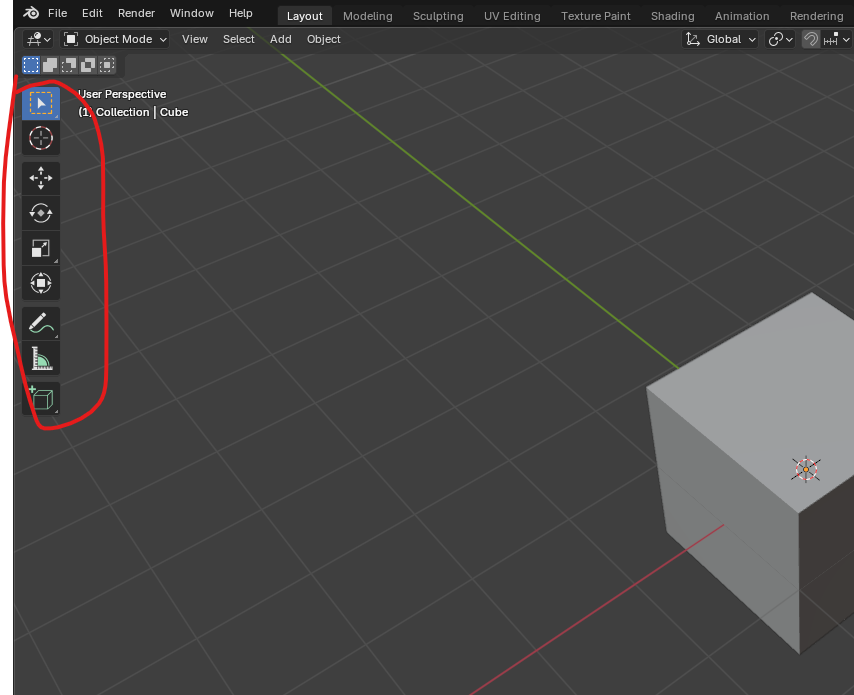 File Edit Render Window Help Layout Modeling Sculpting UV Editing Texture Paint Shading Animation Rendering
Object Mode View Select Add Object Global
User Perspective
(1) Collection | Cube